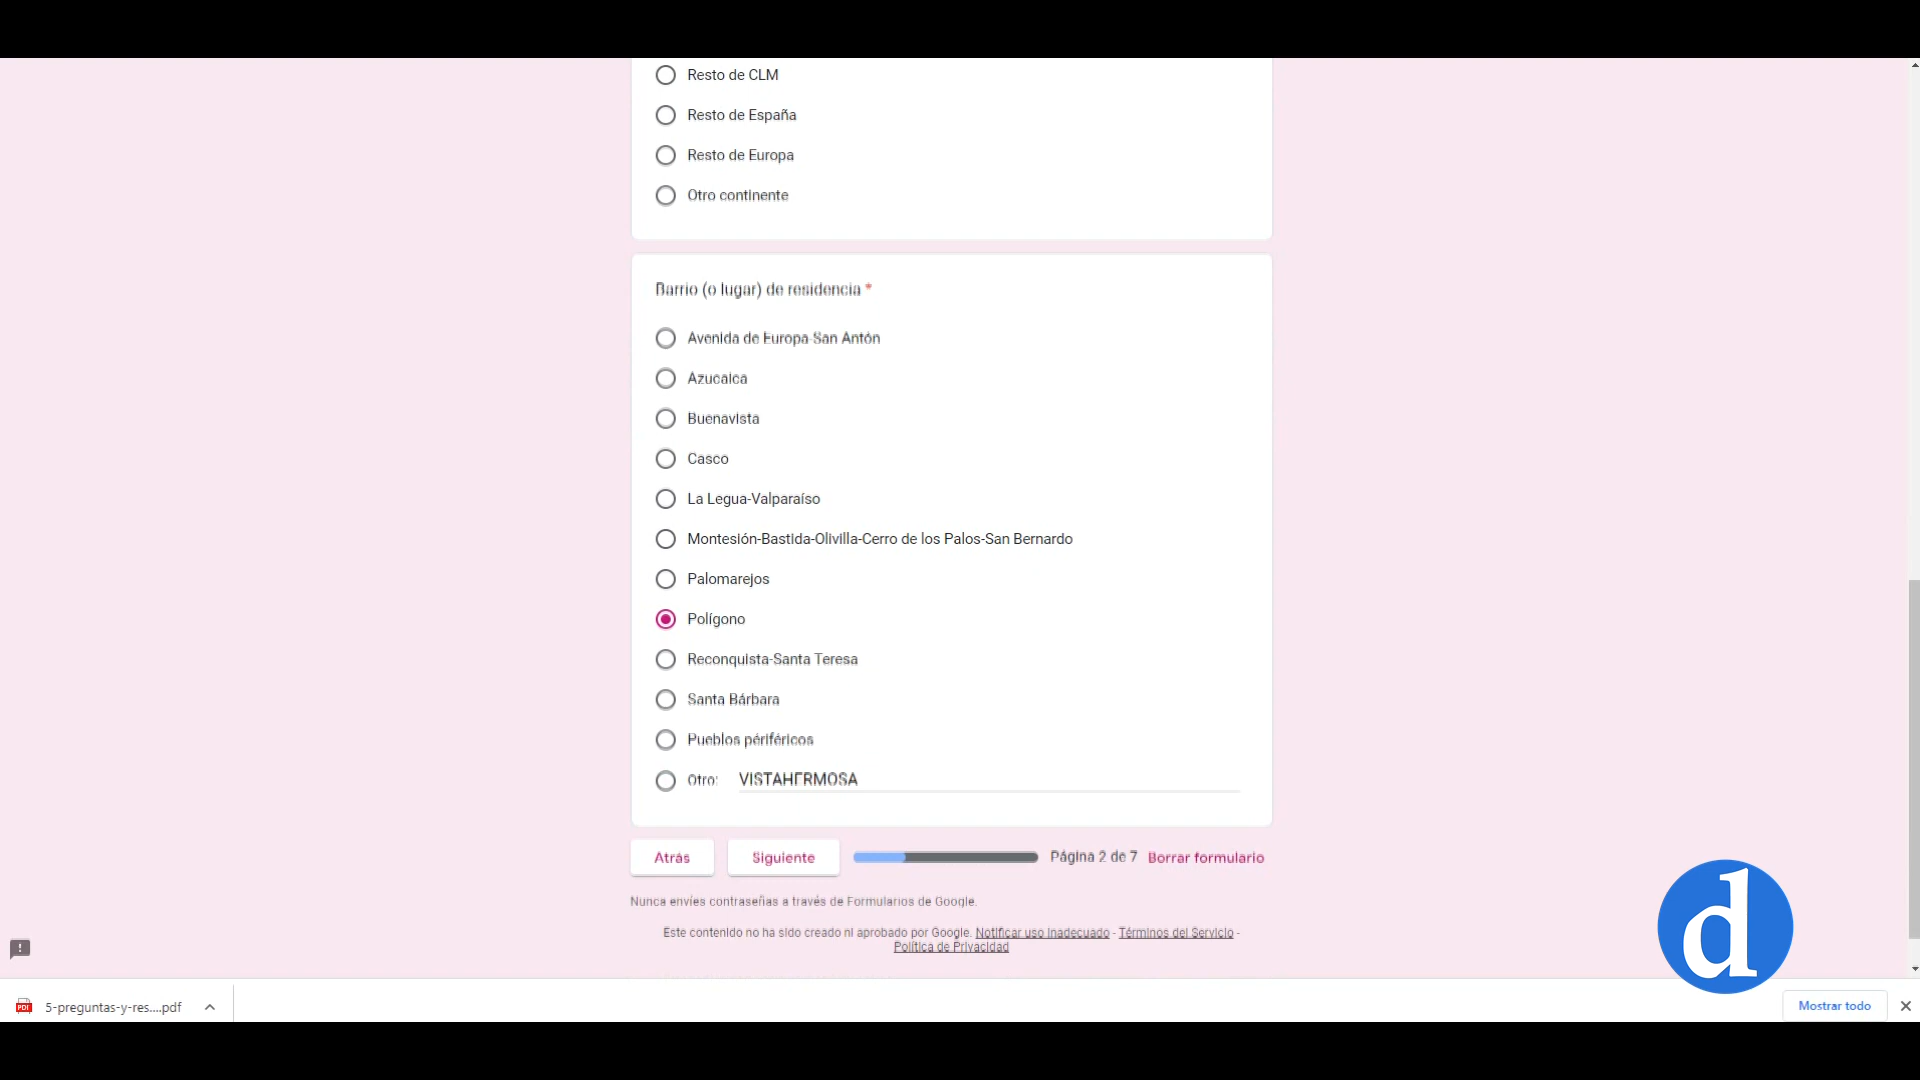 Resto de CLM
Resto de España
Resto de Europa
Otro continente
Barrio (o lugar) de residencia *
Avenida de Europa-San Antón
Azucaica
Buenavista
Casco
La Legua-Valparaíso
Montesión-Bastida-Olivilla-Cerro de los Palos-San Bernardo
Palomarejos
Polígono
Reconquista-Santa Teresa
Santa Bárbara
Pueblos périféricos
Otro: VISTAHERMOSA
Atrás Siguiente Página 2 de 7 Borrar formulario
Nunca envíes contraseñas a través de Formularios de Google.
Este contenido no ha sido creado ni aprobado por Google. Notificar uso inadecuado - Términos del Servicio -
Política de Privacidad
d
5-preguntas-y-res....pdf Mostrar todo